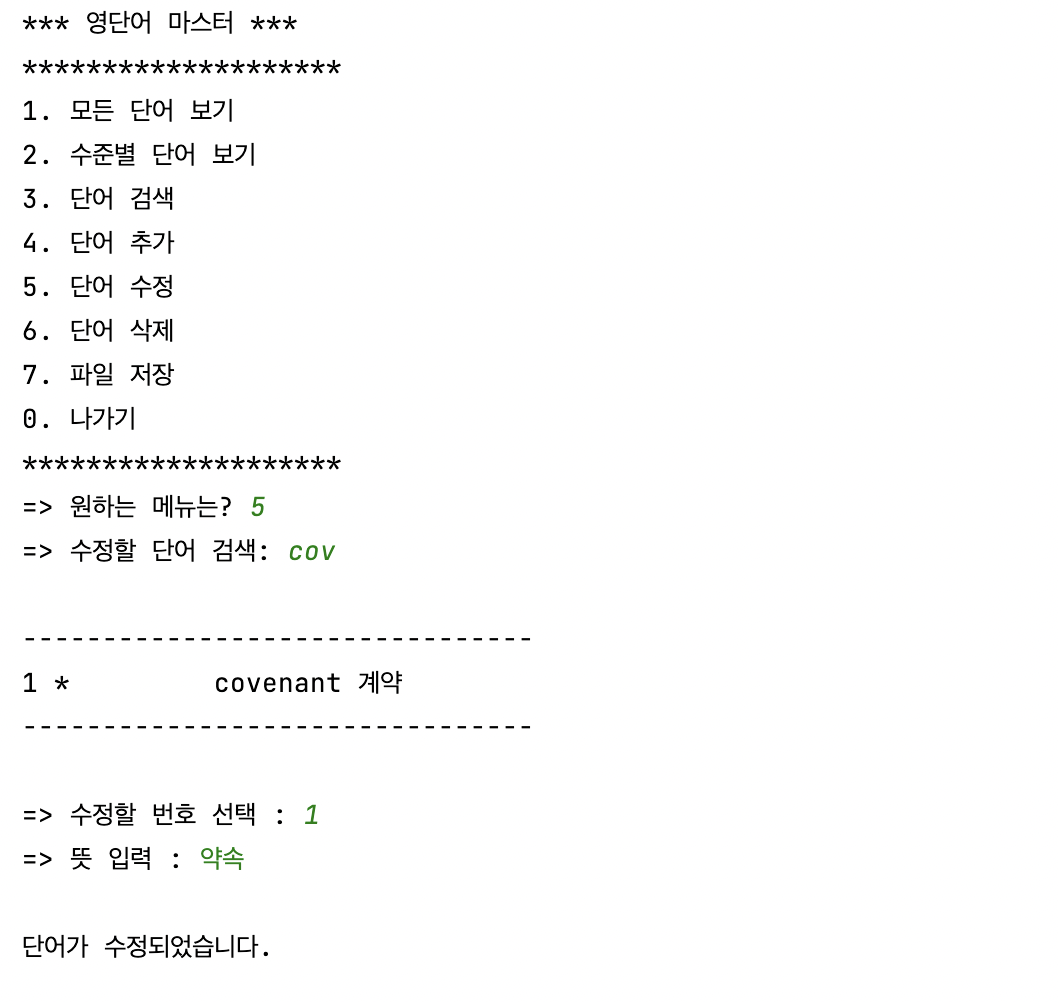 *** 영단어 마스터 ***
********************
1. 모든 단어 보기
2. 수준별 단어 보기
3. 단어 검색
4. 단어 추가
5. 단어 수정
6. 단어 삭제
7. 파일 저장
0. 나가기
********************
=> 원하는 메뉴는? 5
=> 수정할 단어 검색: cov
--------------------------------
1 *         covenant 계약
--------------------------------
=> 수정할 번호 선택 : 1
=> 뜻 입력 : 약속
단어가 수정되었습니다.